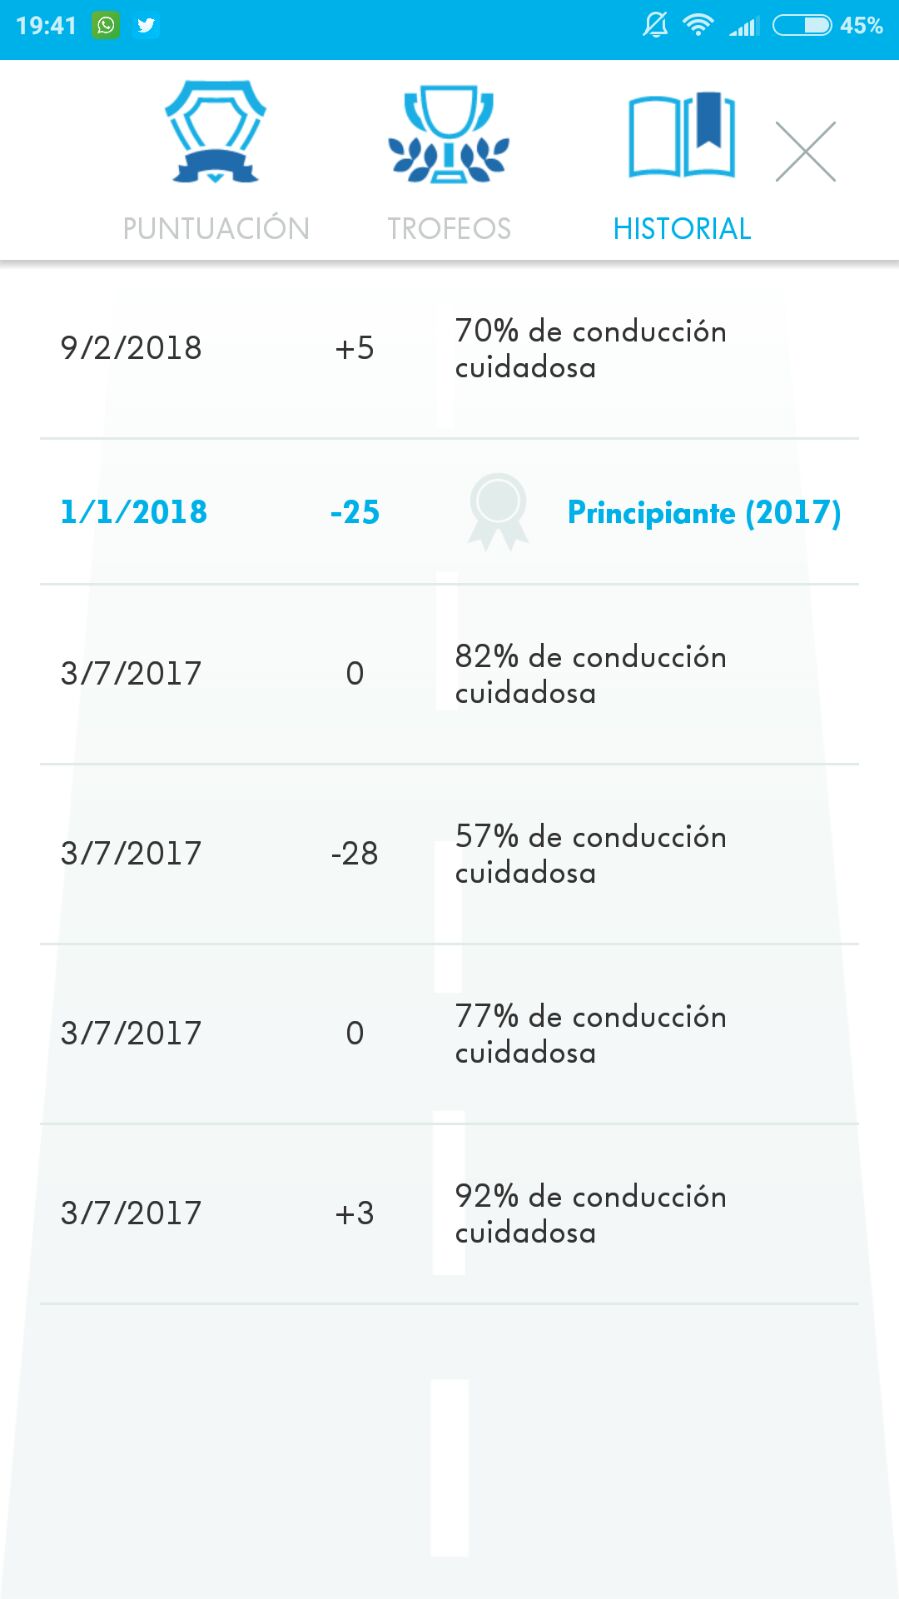 19:41 45%
PUNTUACIÓN TROFEOS HISTORIAL
9/2/2018 +5 70% de conducción
cuidadosa
1/1/2018 -25 Principiante (2017)
3/7/2017 0 82% de conducción
cuidadosa
3/7/2017 -28 57% de conducción
cuidadosa
3/7/2017 0 77% de conducción
cuidadosa
3/7/2017 +3 92% de conducción
cuidadosa